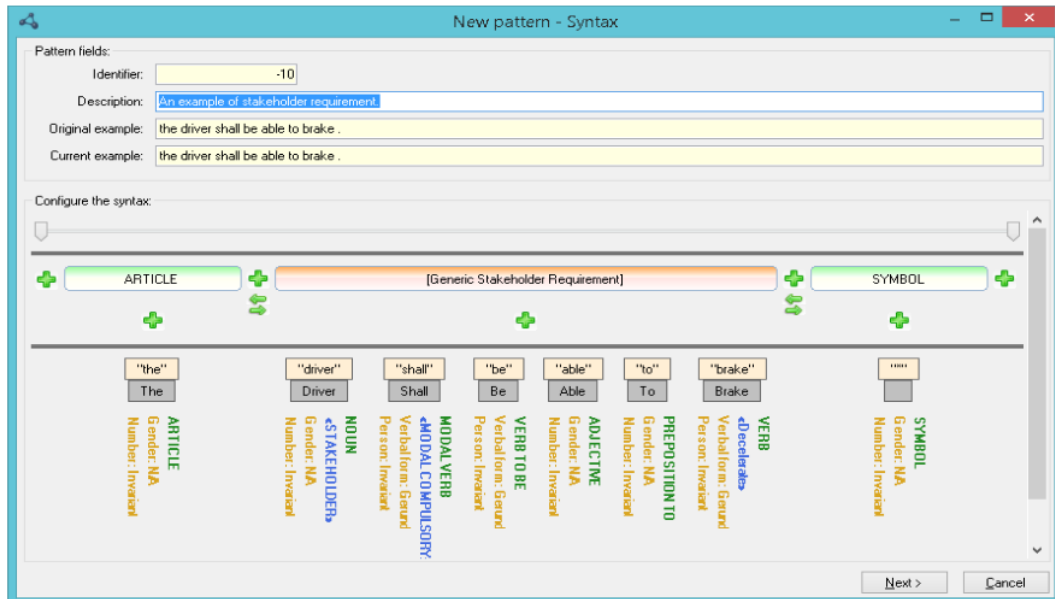 New pattern - Syntax
Pattern fields:
Identifier: -10
Description: An example of stakeholder requirement.
Original example: the driver shall be able to brake .
Current example: the driver shall be able to brake .
Configure the syntax:
ARTICLE [Generic Stakeholder Requirement] SYMBOL
"the" "driver" "shall" "be" "able" "to" "brake" """
The Driver Shall Be Able To Brake
ARTICLE
Gender: NA
Number: Invariant
NOUN
«STAKEHOLDER»
Gender: NA
Number: Invariant
MODAL VERB
«MODAL COMPULSORY:
Verbal form: Gerund
Person: Invariant
VERB TO BE
Verbal form: Gerund
Person: Invariant
ADJECTIVE
Gender: NA
Number: Invariant
PREPOSITION TO
Gender: NA
Number: Invariant
VERB
«Decelerate»
Verbal form: Gerund
Person: Invariant
SYMBOL
Gender: NA
Number: Invariant
Next > Cancel